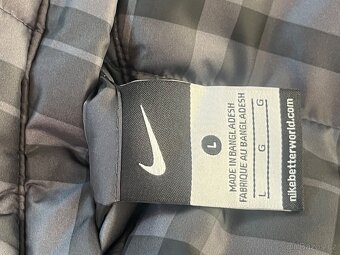 L
MADE IN BANGLADESH
FABRIQUE AU BANGLADESH
L G G
nikebetterworld.com